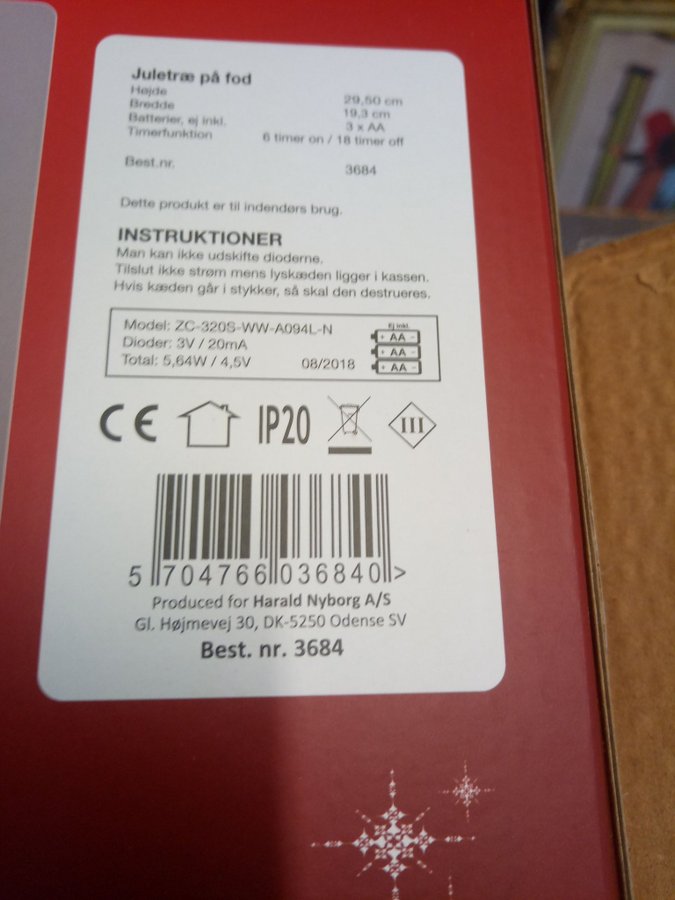 Juletræ på fod
Højde 29,50 cm
Bredde 19,3 cm
Batterier, ej inkl. 3 x AA
Timerfunktion 6 timer on / 18 timer off
Best.nr. 3684
Dette produkt er til indendørs brug.
INSTRUKTIONER
Man kan ikke udskifte dioderne.
Tilslut ikke strøm mens lyskæden ligger i kassen.
Hvis kæden går i stykker, så skal den destrueres.
Model: ZC-320S-WW-A094L-N
Dioder: 3V / 20mA
Total: 5,64W / 4,5V 08/2018
Ej inkl.
+ AA -
+ AA -
+ AA -
CE IP20 III
5 704766 036840 >
Produced for Harald Nyborg A/S
Gl. Højmevej 30, DK-5250 Odense SV
Best. nr. 3684